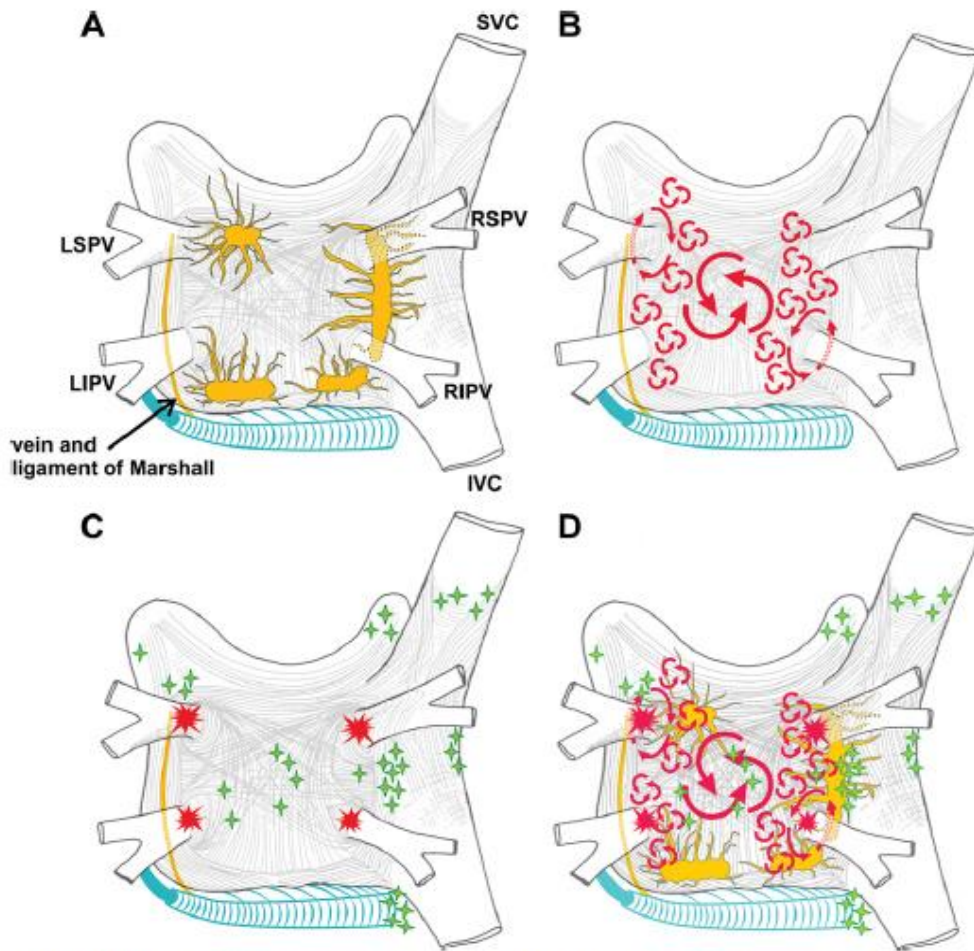 A
SVC
B
LSPV
RSPV
LIPV
RIPV
vein and
ligament of Marshall
IVC
C
D